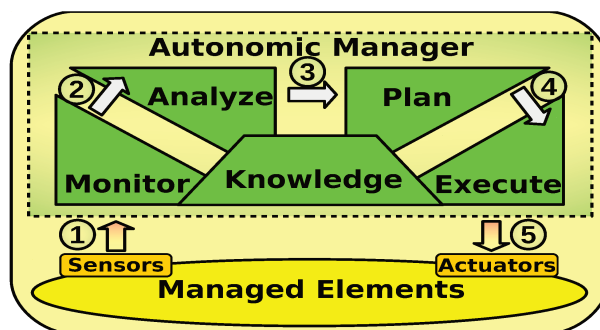 Autonomic Manager
2
3
4
Analyze
Plan
Monitor
Knowledge
Execute
1
5
Sensors
Actuators
Managed Elements